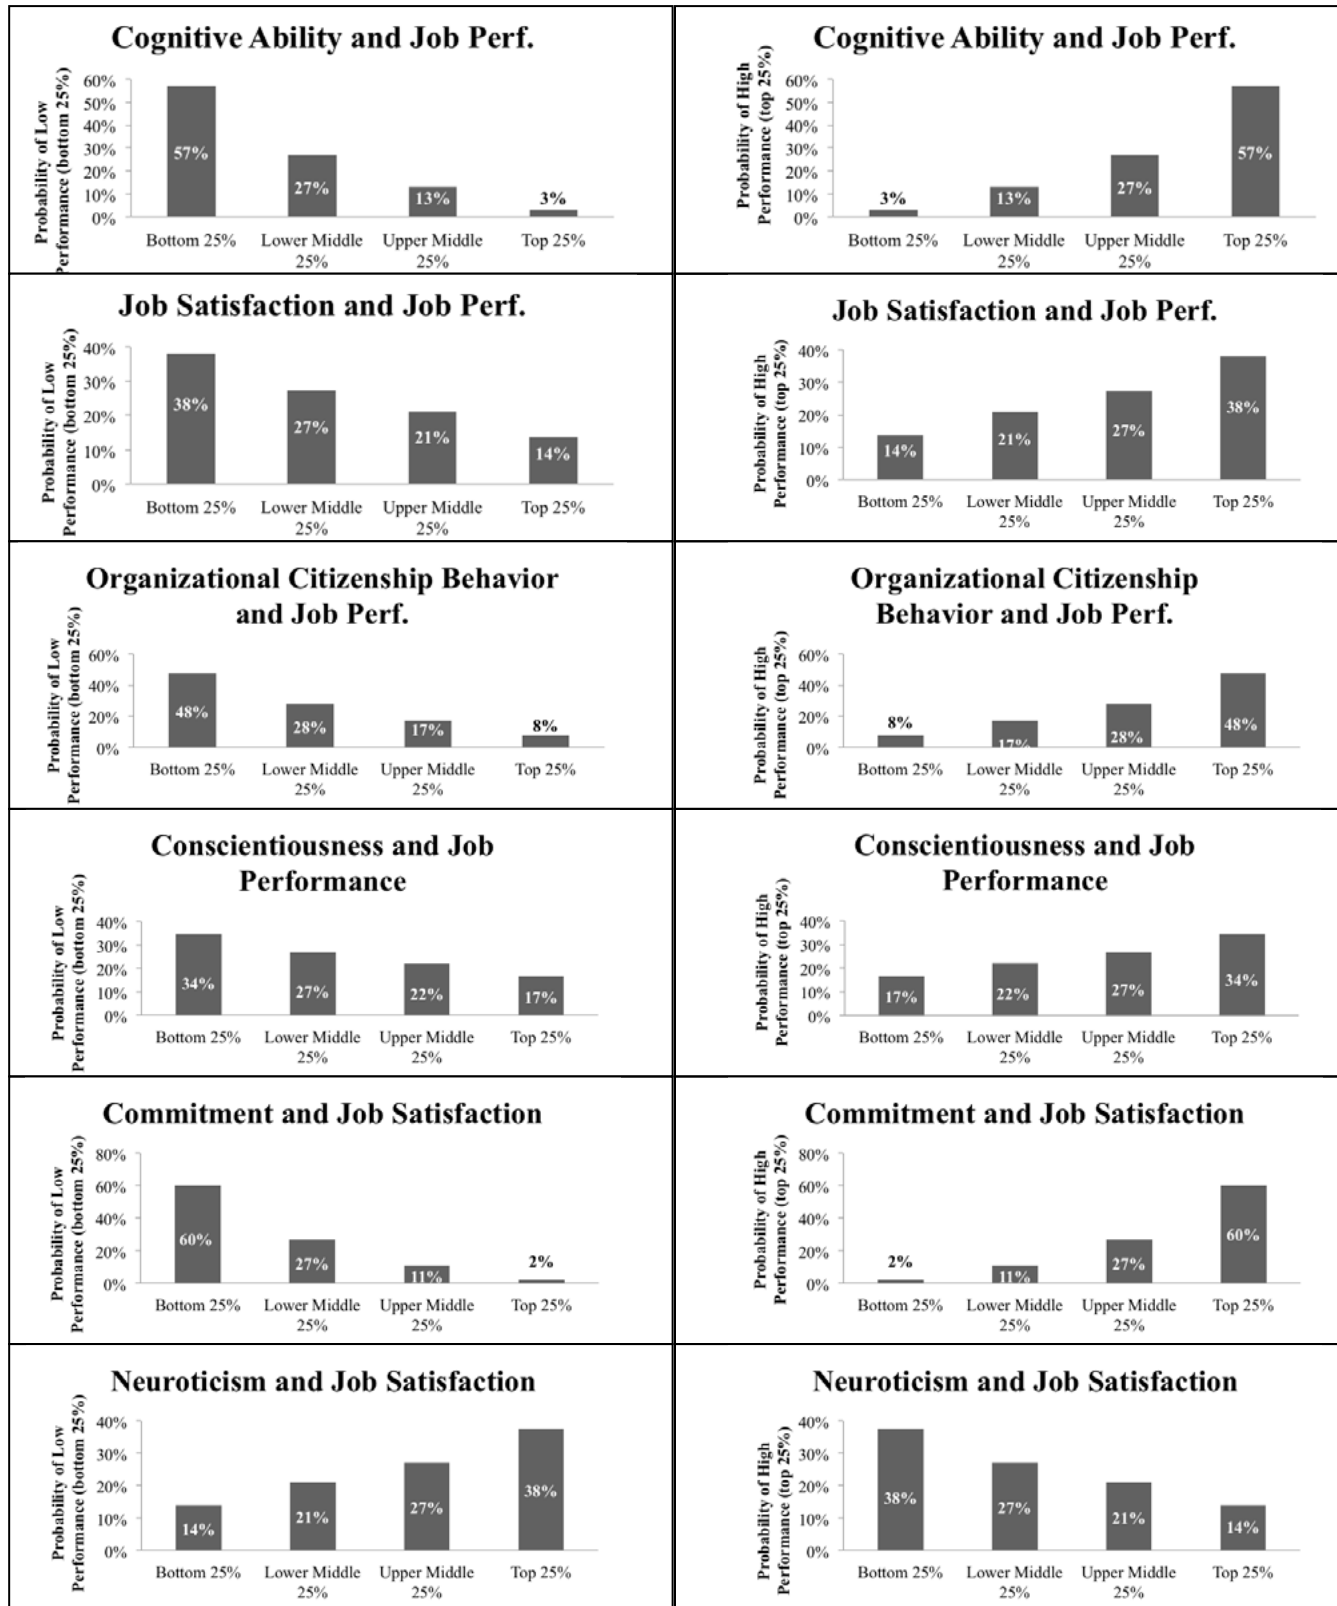 Cognitive Ability and Job Perf.
Probability of Low
Performance (bottom 25%)
60%
50%
40%
30%
20%
10%
0%
57%
27%
13%
3%
Bottom 25%
Lower Middle
25%
Upper Middle
25%
Top 25%
Cognitive Ability and Job Perf.
Probability of High
Performance (top 25%)
60%
50%
40%
30%
20%
10%
0%
3%
13%
27%
57%
Bottom 25%
Lower Middle
25%
Upper Middle
25%
Top 25%
Job Satisfaction and Job Perf.
Probability of Low
Performance (bottom 25%)
40%
30%
20%
10%
0%
38%
27%
21%
14%
Bottom 25%
Lower Middle
25%
Upper Middle
25%
Top 25%
Job Satisfaction and Job Perf.
Probability of High
Performance (top 25%)
40%
30%
20%
10%
0%
14%
21%
27%
38%
Bottom 25%
Lower Middle
25%
Upper Middle
25%
Top 25%
Organizational Citizenship Behavior
and Job Perf.
Probability of Low
Performance (bottom 25%)
60%
40%
20%
0%
48%
28%
17%
8%
Bottom 25%
Lower Middle
25%
Upper Middle
25%
Top 25%
Organizational Citizenship
Behavior and Job Perf.
Probability of High
Performance (top 25%)
60%
40%
20%
0%
8%
17%
28%
48%
Bottom 25%
Lower Middle
25%
Upper Middle
25%
Top 25%
Conscientiousness and Job
Performance
Probability of Low
Performance (bottom 25%)
40%
30%
20%
10%
0%
34%
27%
22%
17%
Bottom 25%
Lower Middle
25%
Upper Middle
25%
Top 25%
Conscientiousness and Job
Performance
Probability of High
Performance (top 25%)
40%
30%
20%
10%
0%
17%
22%
27%
34%
Bottom 25%
Lower Middle
25%
Upper Middle
25%
Top 25%
Commitment and Job Satisfaction
Probability of Low
Performance (bottom 25%)
80%
60%
40%
20%
0%
60%
27%
11%
2%
Bottom 25%
Lower Middle
25%
Upper Middle
25%
Top 25%
Commitment and Job Satisfaction
Probability of High
Performance (top 25%)
80%
60%
40%
20%
0%
2%
11%
27%
60%
Bottom 25%
Lower Middle
25%
Upper Middle
25%
Top 25%
Neuroticism and Job Satisfaction
Probability of Low
Performance (bottom 25%)
40%
30%
20%
10%
0%
14%
21%
27%
38%
Bottom 25%
Lower Middle
25%
Upper Middle
25%
Top 25%
Neuroticism and Job Satisfaction
Probability of High
Performance (top 25%)
40%
30%
20%
10%
0%
38%
27%
21%
14%
Bottom 25%
Lower Middle
25%
Upper Middle
25%
Top 25%